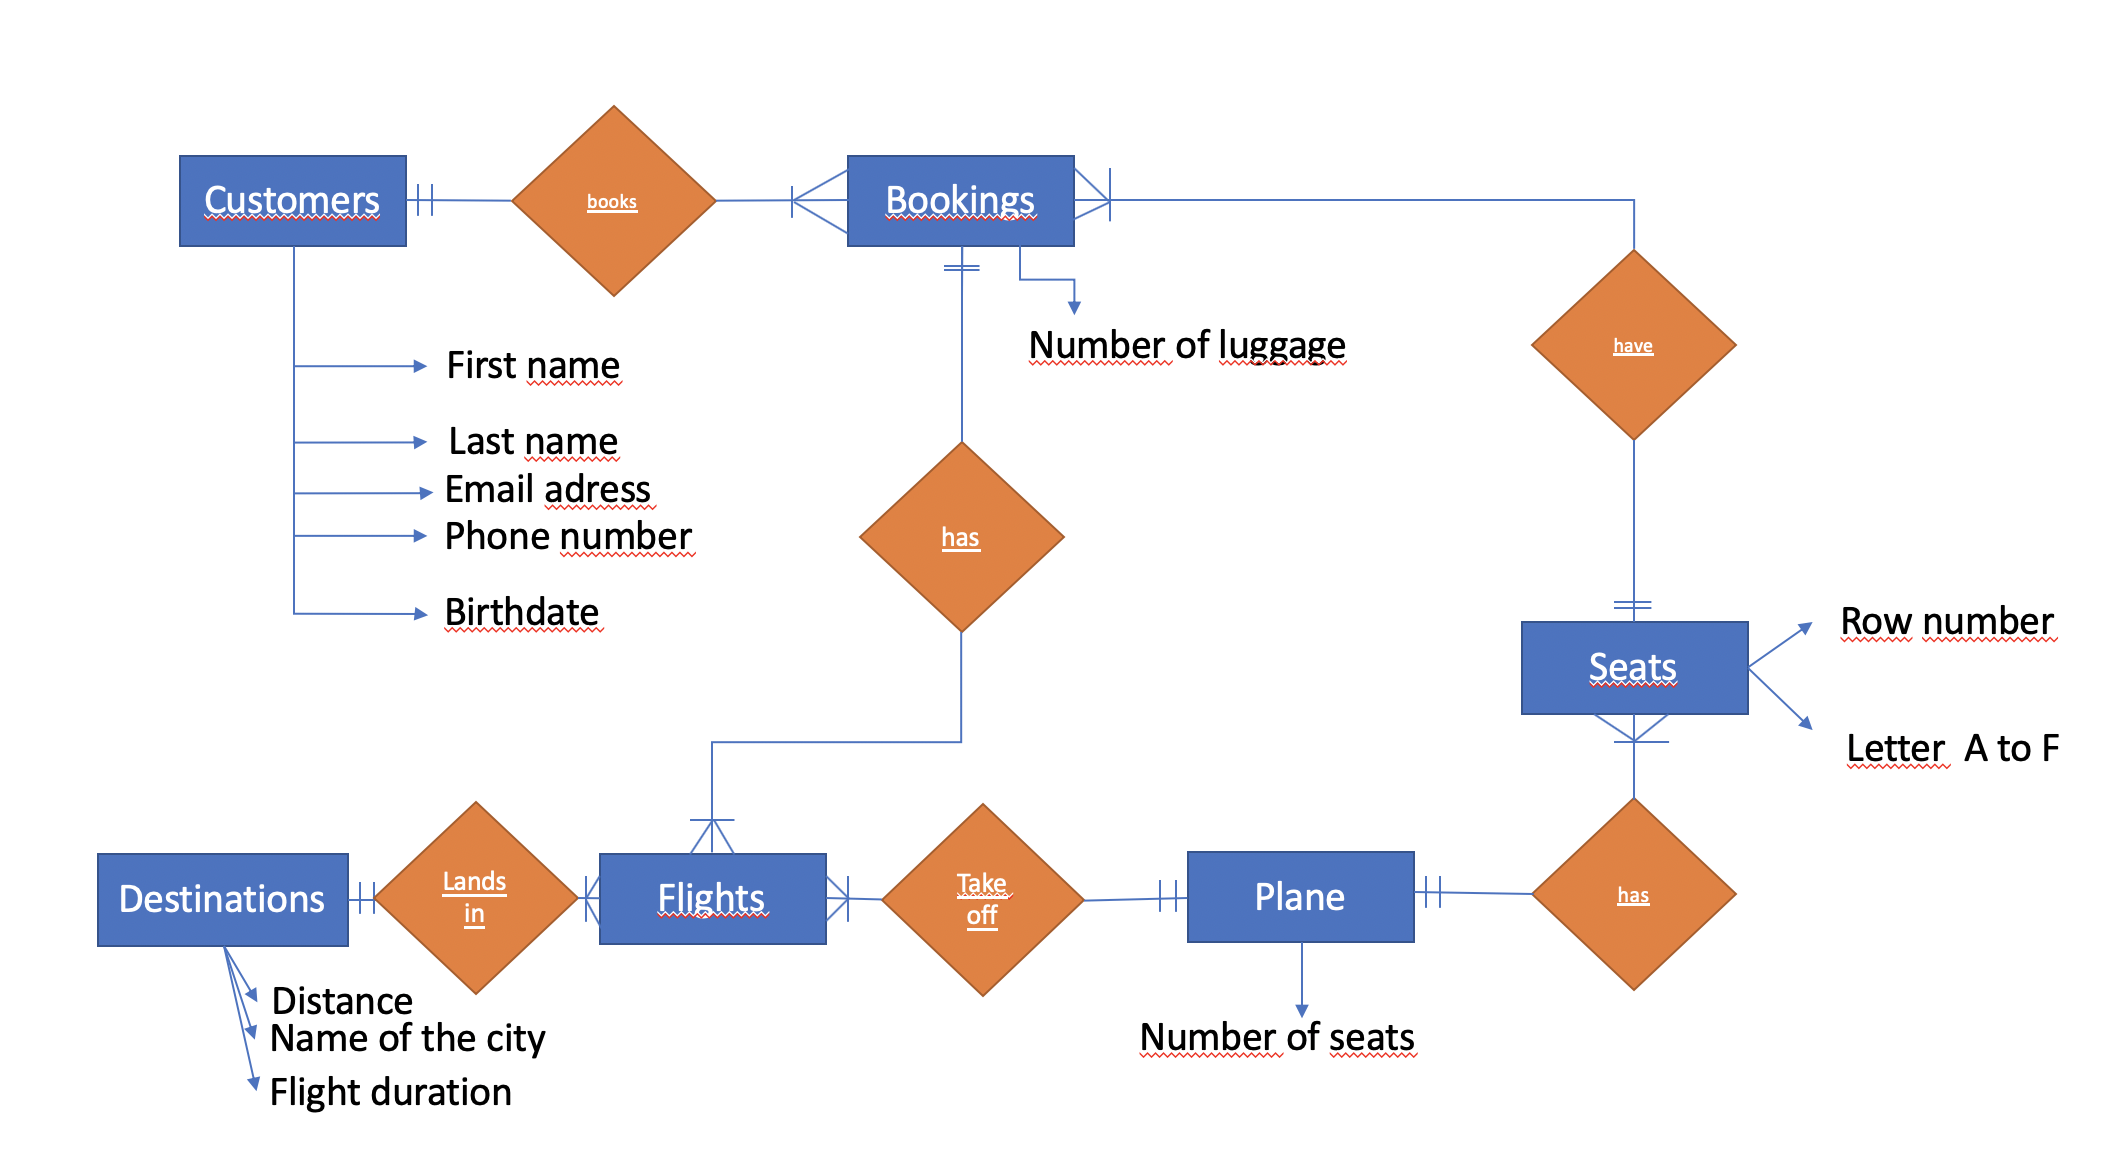 Customers
books
Bookings
Number of luggage
have
First name
Last name
Email adress
Phone number
Birthdate
has
Seats
Row number
Letter  A to F
Destinations
Lands
in
Flights
Take
off
Plane
has
Distance
Name of the city
Flight duration
Number of seats